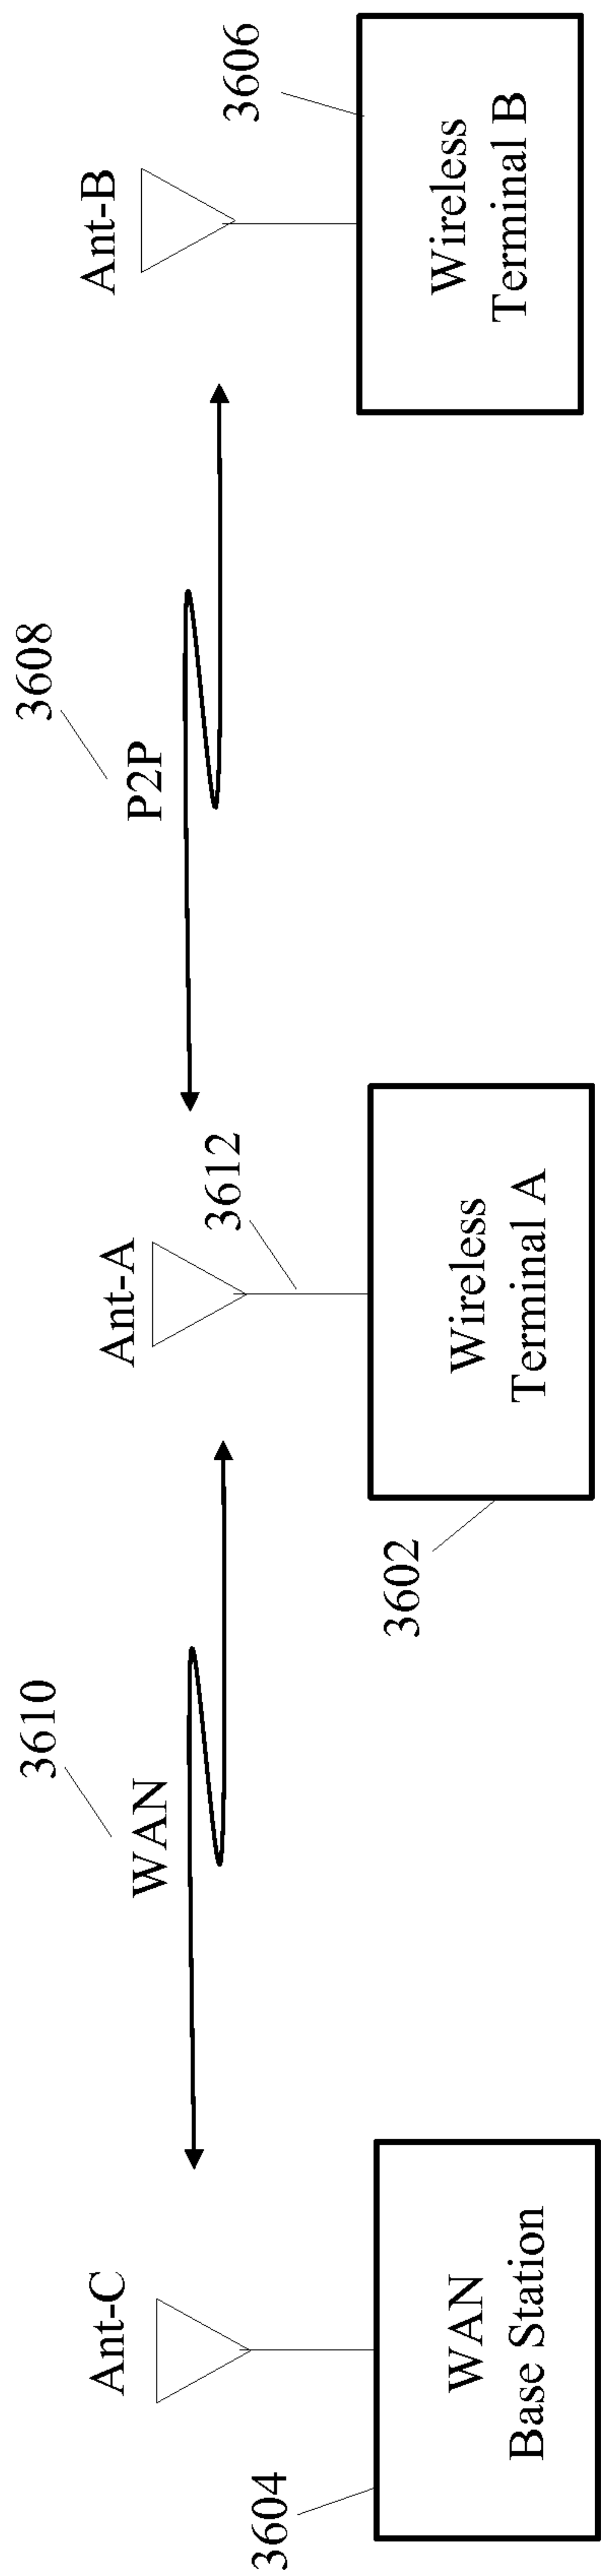 3610
3608
Ant-C
WAN
Ant-A
P2P
Ant-B
3604
3612
3606
WAN
Base Station
3602
Wireless
Terminal A
Wireless
Terminal B